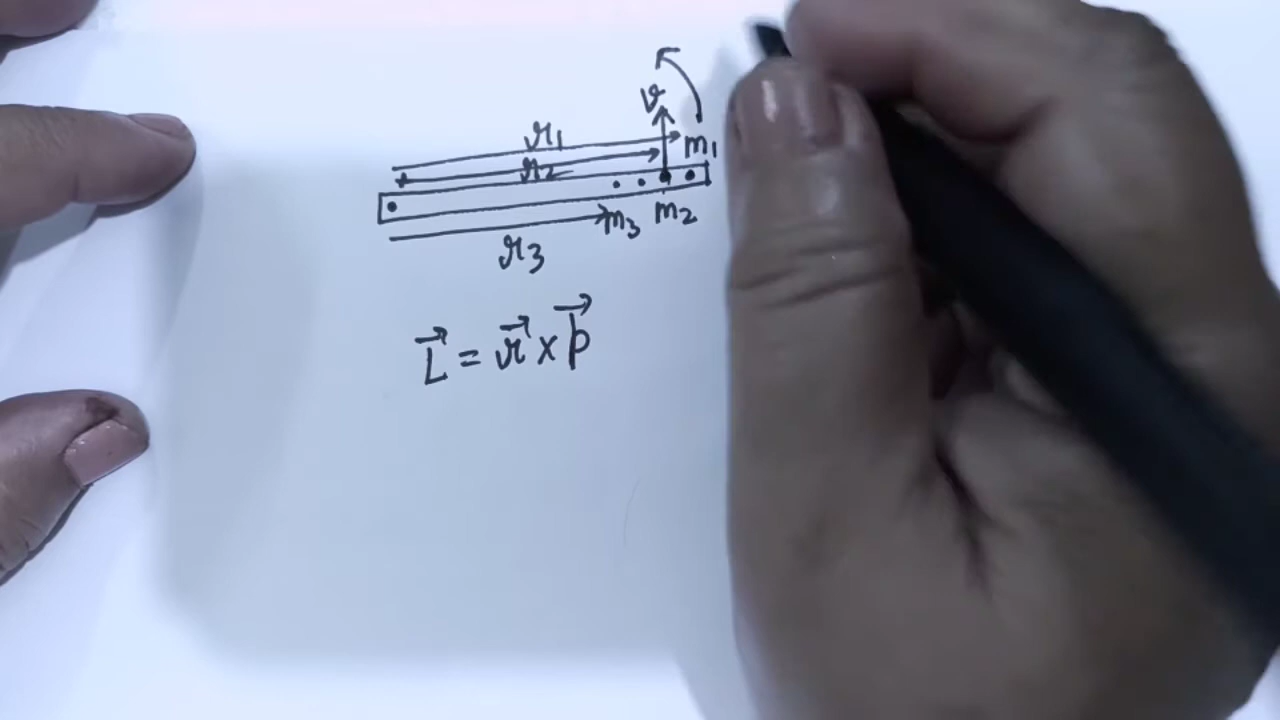 v
r₁
m₁
r₂
m₃ m₂
r₃
L⃗ = r⃗ × p⃗